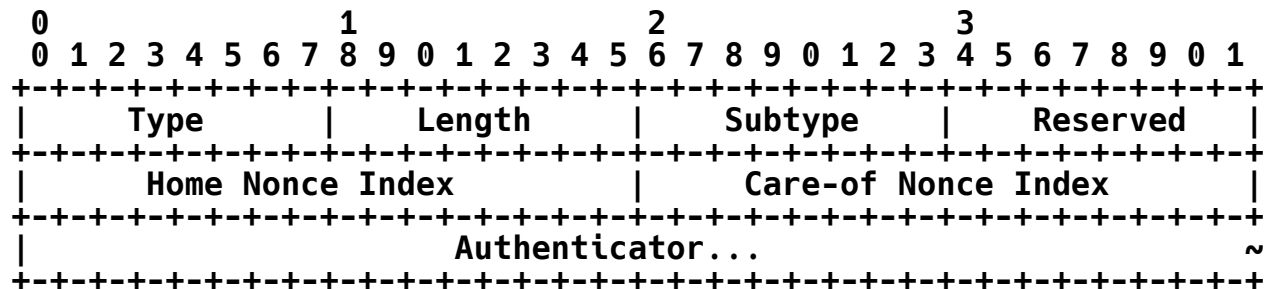 0                1               2               3
 0 1 2 3 4 5 6 7 8 9 0 1 2 3 4 5 6 7 8 9 0 1 2 3 4 5 6 7 8 9 0 1
+-+-+-+-+-+-+-+-+-+-+-+-+-+-+-+-+-+-+-+-+-+-+-+-+-+-+-+-+-+-+-+-+
|     Type      |    Length     |    Subtype    |    Reserved   |
+-+-+-+-+-+-+-+-+-+-+-+-+-+-+-+-+-+-+-+-+-+-+-+-+-+-+-+-+-+-+-+-+
|      Home Nonce Index         |     Care-of Nonce Index       |
+-+-+-+-+-+-+-+-+-+-+-+-+-+-+-+-+-+-+-+-+-+-+-+-+-+-+-+-+-+-+-+-+
|                      Authenticator...                         ~
+-+-+-+-+-+-+-+-+-+-+-+-+-+-+-+-+-+-+-+-+-+-+-+-+-+-+-+-+-+-+-+-+